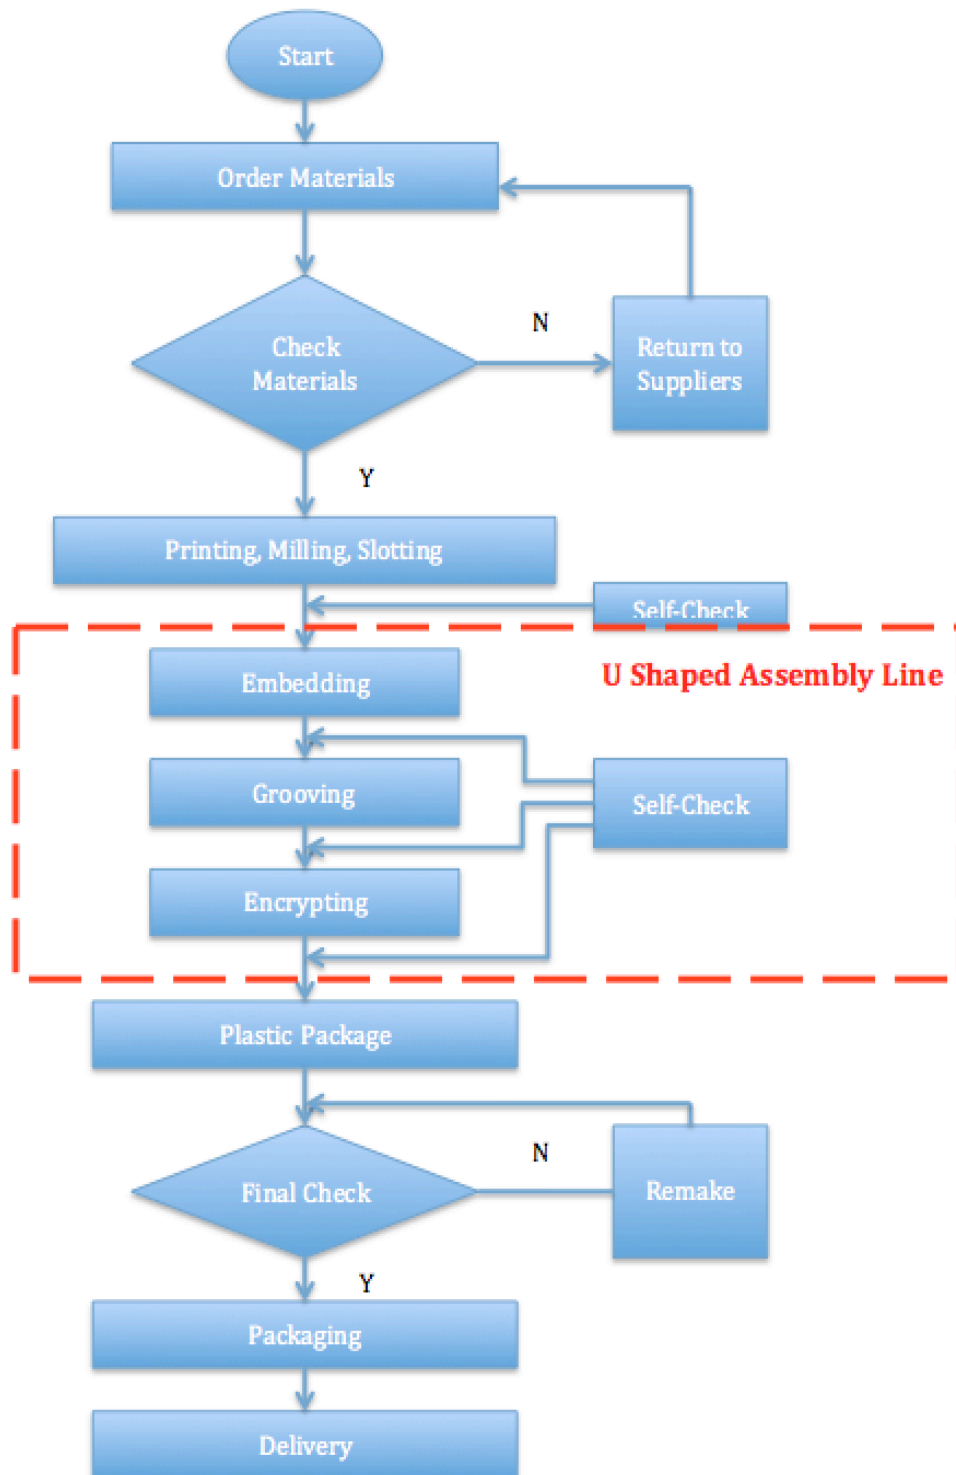 Start
Order Materials
Check
Materials
N
Return to
Suppliers
Y
Printing, Milling, Slotting
Self-Check
U Shaped Assembly Line
Embedding
Grooving
Self-Check
Encrypting
Plastic Package
Final Check
N
Remake
Y
Packaging
Delivery